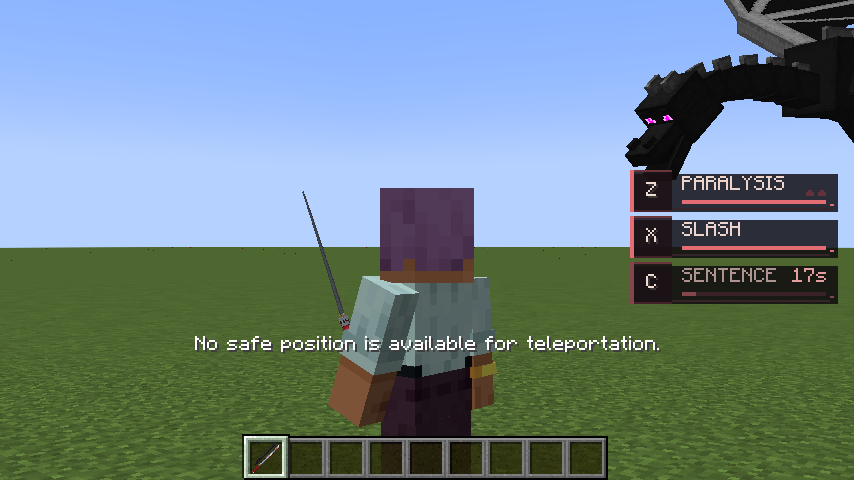 Z PARALYSIS
X SLASH
C SENTENCE 17s
No safe position is available for teleportation.